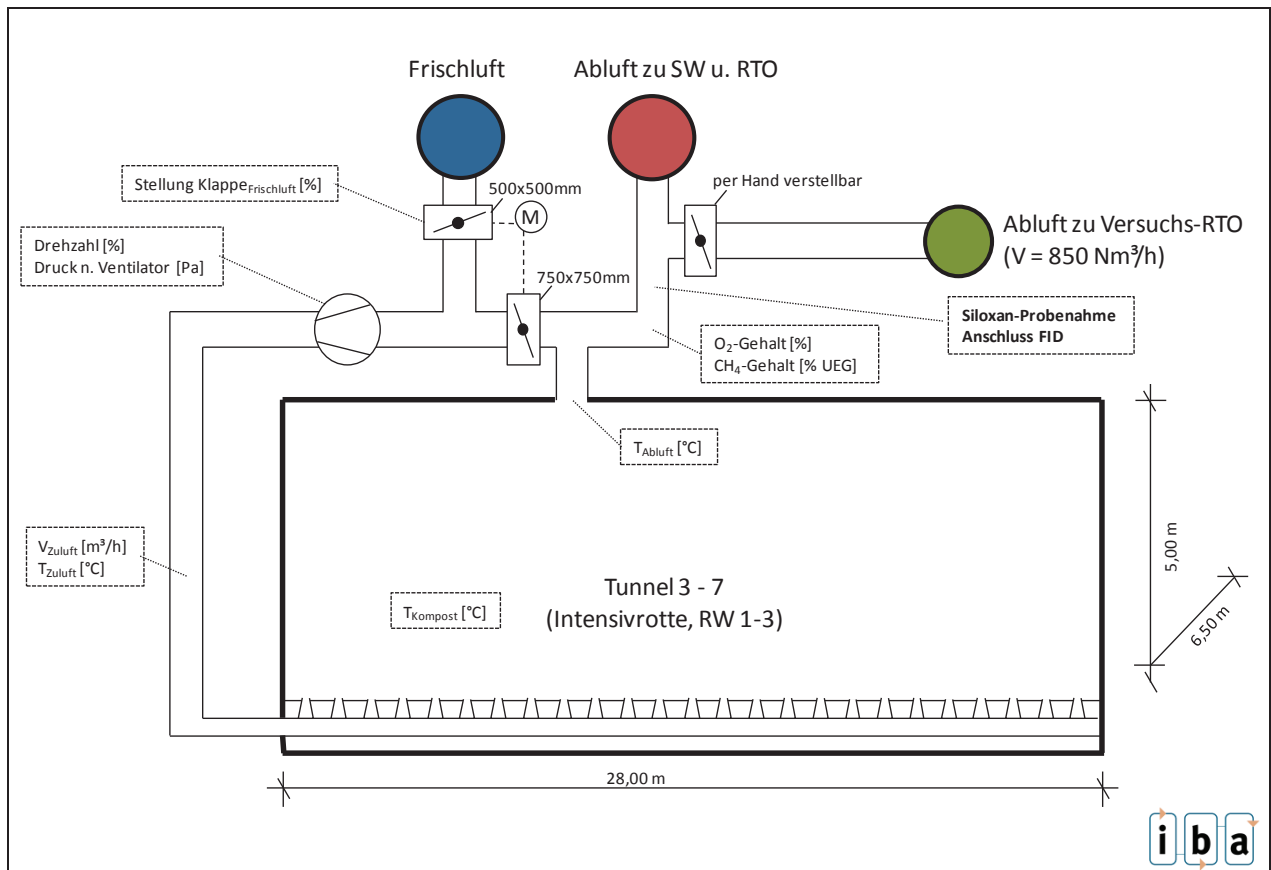 Frischluft
Abluft zu SW u. RTO
Stellung KlappeFrischluft [%]
500x500mm
M
per Hand verstellbar
Abluft zu Versuchs-RTO
(V = 850 Nm³/h)
Drehzahl [%]
Druck n. Ventilator [Pa]
750x750mm
Siloxan-Probenahme
Anschluss FID
O₂-Gehalt [%]
CH₄-Gehalt [% UEG]
TAbluft [°C]
VZuluft [m³/h]
TZuluft [°C]
TKompost [°C]
Tunnel 3 - 7
(Intensivrotte, RW 1-3)
5,00 m
6,50 m
28,00 m
iba